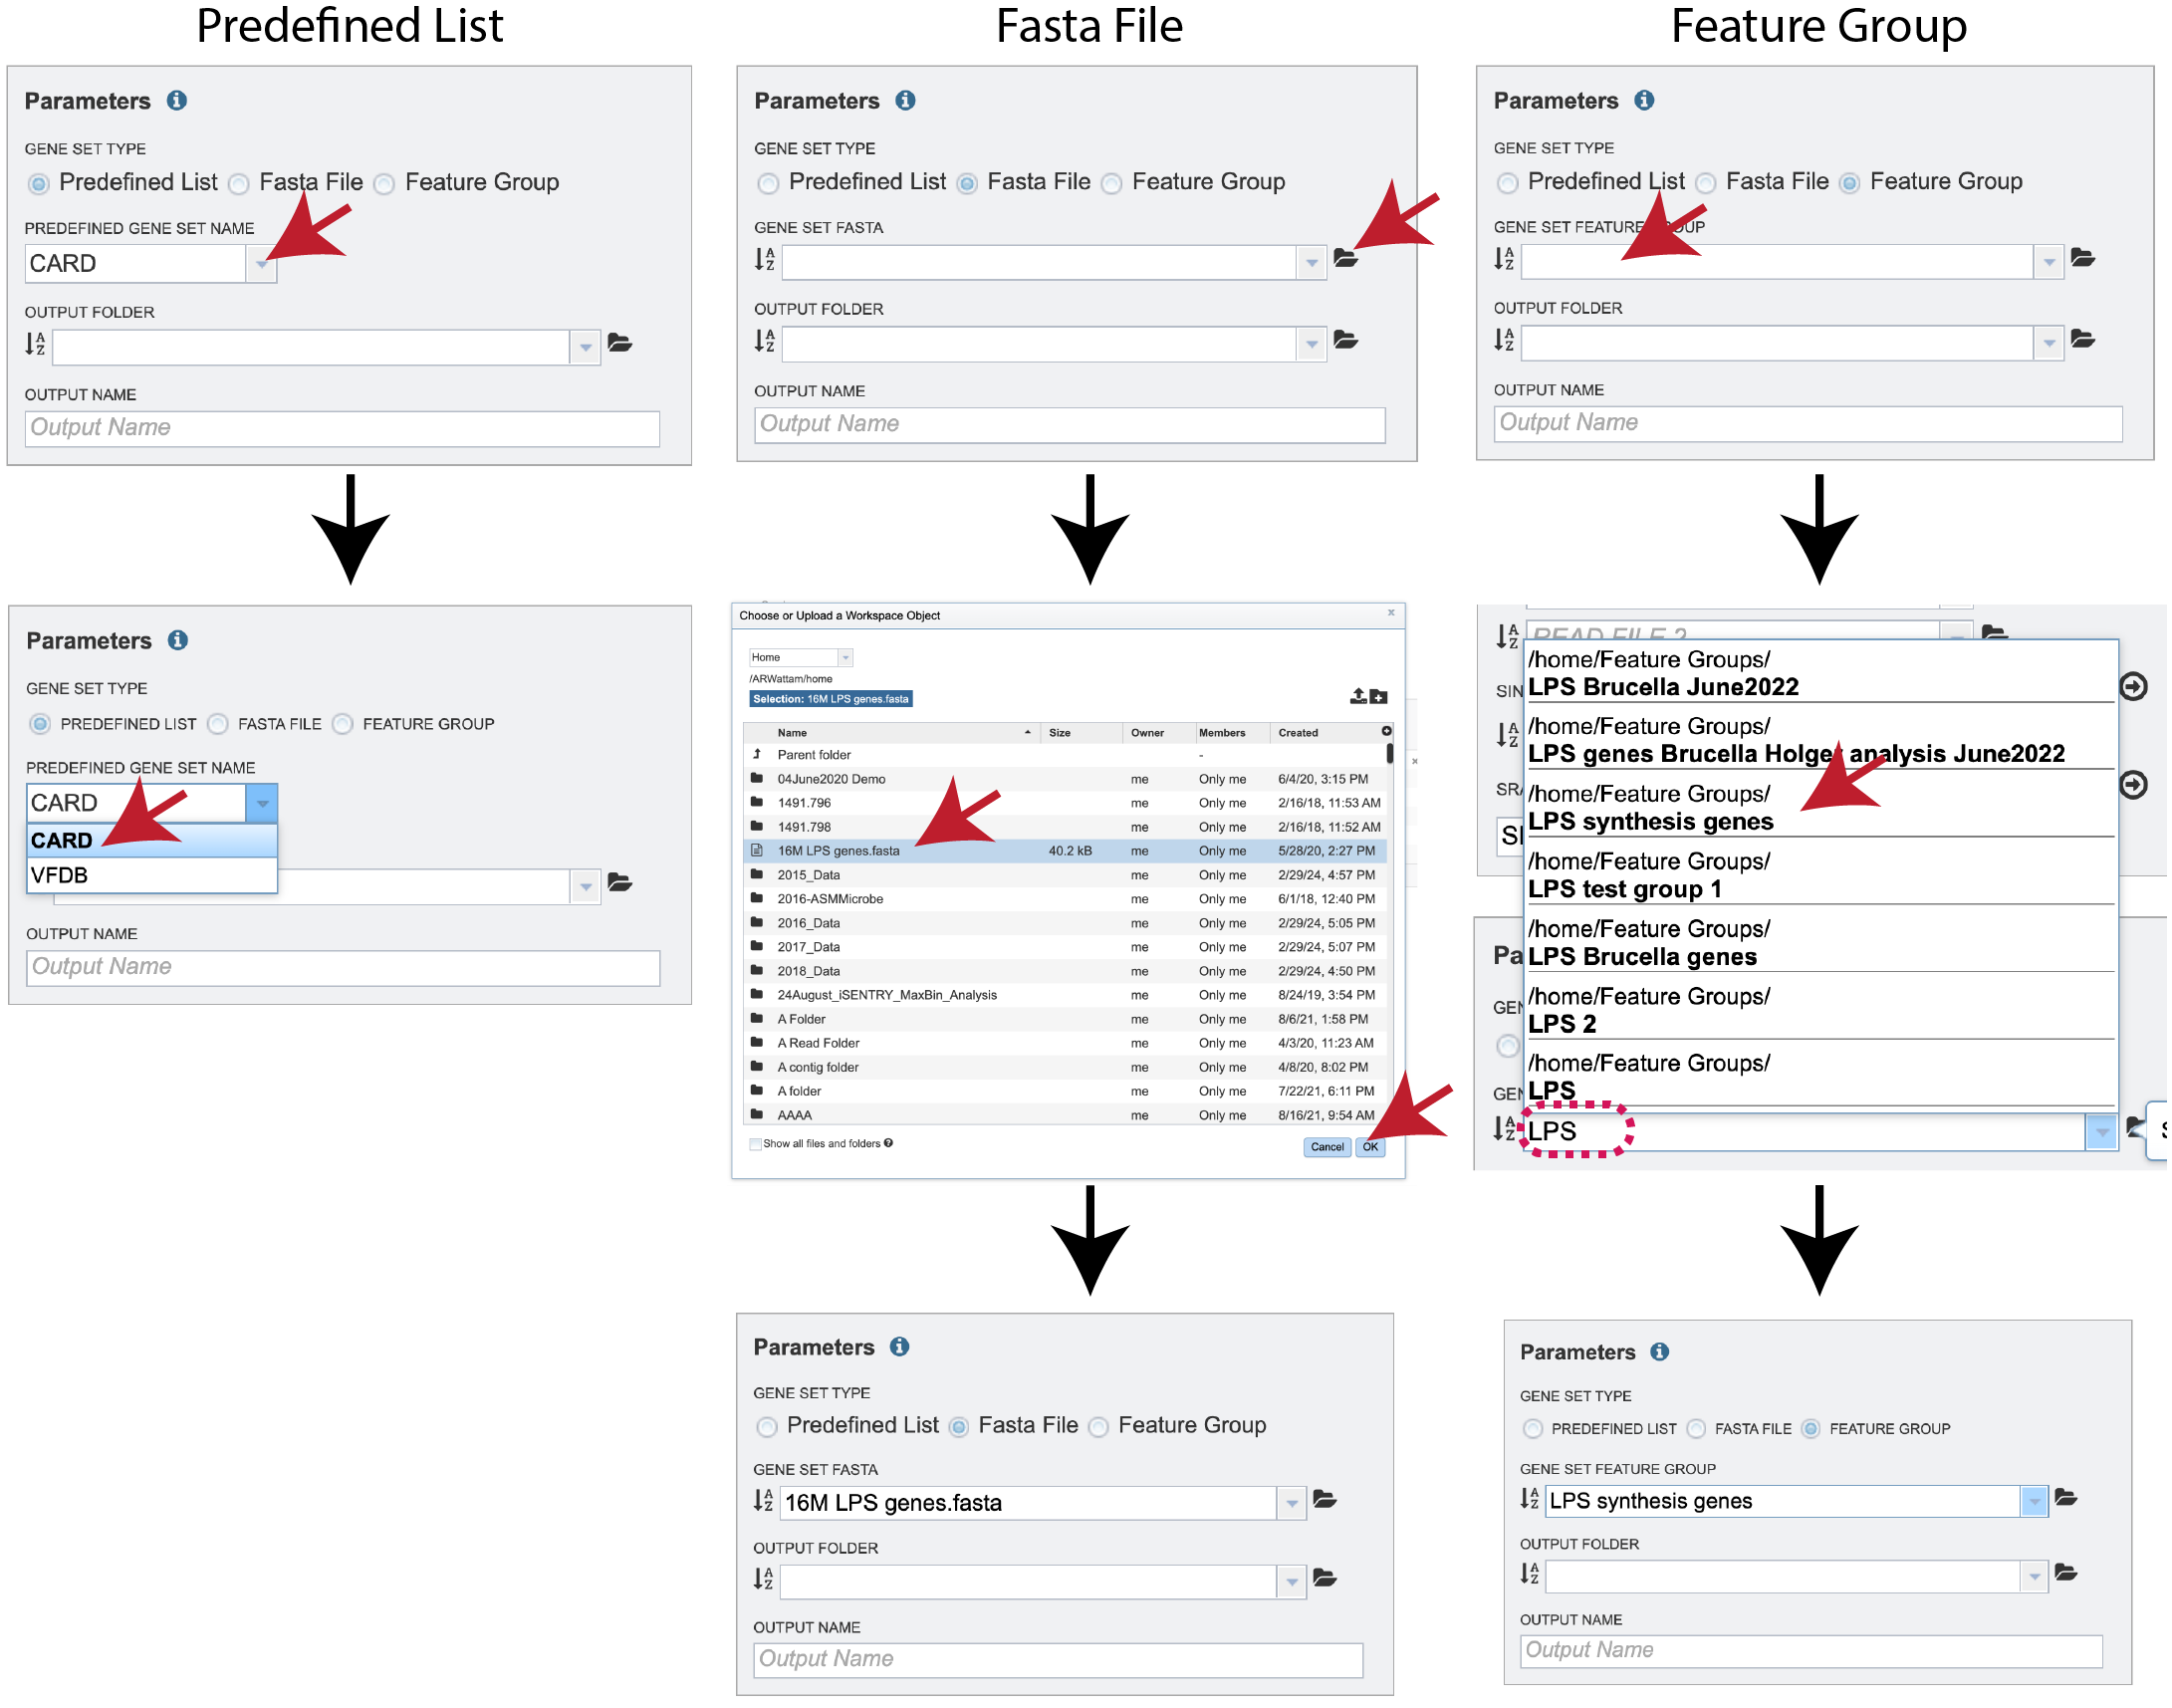 Predefined List
Parameters
GENE SET TYPE
Predefined List Fasta File Feature Group
PREDEFINED GENE SET NAME
CARD
OUTPUT FOLDER
OUTPUT NAME
Output Name
Parameters
GENE SET TYPE
PREDEFINED LIST FASTA FILE FEATURE GROUP
PREDEFINED GENE SET NAME
CARD
CARD
VFDB
OUTPUT NAME
Output Name
Fasta File
Parameters
GENE SET TYPE
Predefined List Fasta File Feature Group
GENE SET FASTA
OUTPUT FOLDER
OUTPUT NAME
Output Name
Choose or Upload a Workspace Object x
Home
/ARWattam/home
Selection: 16M LPS genes.fasta
Name Size Owner Members Created
Parent folder -
04June2020 Demo me Only me 6/4/20, 3:15 PM
1491.796 me Only me 2/16/18, 11:53 AM
1491.798 me Only me 2/16/18, 11:52 AM
16M LPS genes.fasta 40.2 kB me Only me 5/28/20, 2:27 PM
2015_Data me Only me 2/29/24, 4:57 PM
2016-ASMMicrobe me Only me 6/1/18, 12:40 PM
2016_Data me Only me 2/29/24, 5:05 PM
2017_Data me Only me 2/29/24, 5:07 PM
2018_Data me Only me 2/29/24, 4:50 PM
24August_iSENTRY_MaxBin_Analysis me Only me 8/24/19, 3:54 PM
A Folder me Only me 8/6/21, 1:58 PM
A Read Folder me Only me 4/3/20, 11:23 AM
A contig folder me Only me 4/8/20, 8:02 PM
A folder me Only me 7/22/21, 6:11 PM
AAAA me Only me 8/16/21, 9:54 AM
Show all files and folders
Cancel OK
Parameters
GENE SET TYPE
Predefined List Fasta File Feature Group
GENE SET FASTA
16M LPS genes.fasta
OUTPUT FOLDER
OUTPUT NAME
Output Name
Feature Group
Parameters
GENE SET TYPE
Predefined List Fasta File Feature Group
GENE SET FEATURE GROUP
OUTPUT FOLDER
OUTPUT NAME
Output Name
READ FILE 2
/home/Feature Groups/
LPS Brucella June2022
/home/Feature Groups/
LPS genes Brucella Holger analysis June2022
/home/Feature Groups/
LPS synthesis genes
/home/Feature Groups/
LPS test group 1
/home/Feature Groups/
LPS Brucella genes
/home/Feature Groups/
LPS 2
/home/Feature Groups/
LPS
LPS
Parameters
GENE SET TYPE
PREDEFINED LIST FASTA FILE FEATURE GROUP
GENE SET FEATURE GROUP
LPS synthesis genes
OUTPUT FOLDER
OUTPUT NAME
Output Name